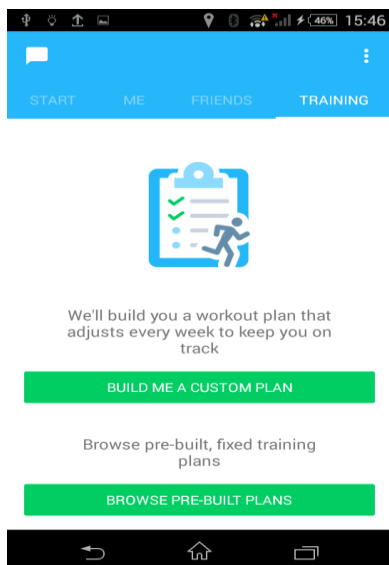 46% 15:46
START ME FRIENDS TRAINING
We'll build you a workout plan that
adjusts every week to keep you on
track
BUILD ME A CUSTOM PLAN
Browse pre-built, fixed training
plans
BROWSE PRE-BUILT PLANS